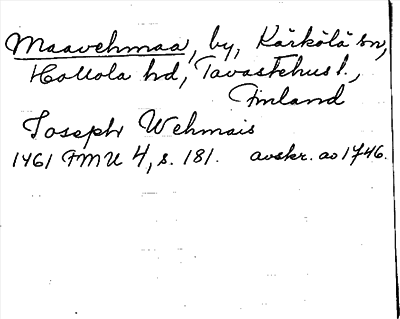 Maavehmaa, by, Kärkölä sn,
Hollola hd, Tavastehus l.,
Finland
Joseph Wehmais
1461 FMU 4, s. 181. avskr. ao 1746.